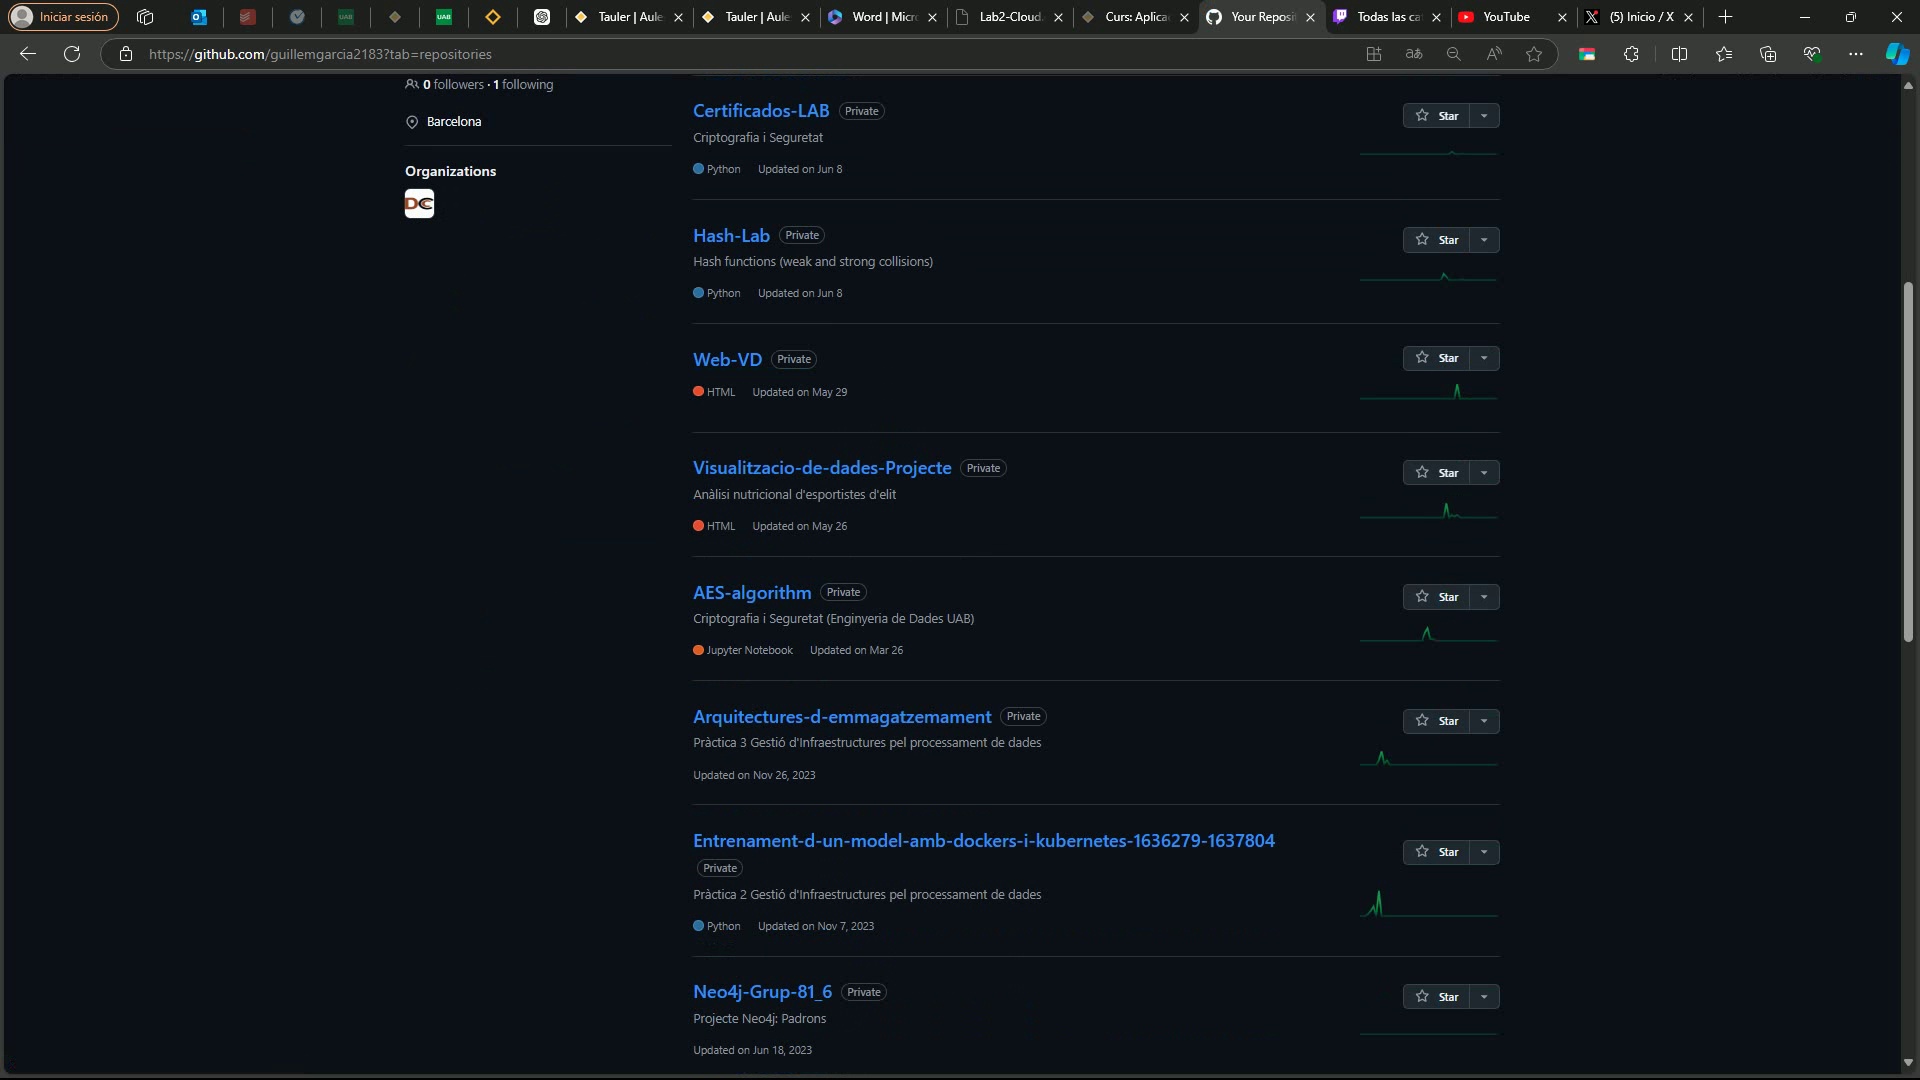 Iniciar sesión
UAB
UAB
Tauler | Aule
Tauler | Aule
Word | Micr
Lab2-Cloud.
Curs: Aplica
Your Reposi
Todas las ca
YouTube
(5) Inicio / X
https://github.com/guillemgarcia2183?tab=repositories
0 followers · 1 following
Barcelona
Organizations
DC
Certificados-LAB Private
Star
Criptografia i Seguretat
Python Updated on Jun 8
Hash-Lab Private
Star
Hash functions (weak and strong collisions)
Python Updated on Jun 8
Web-VD Private
Star
HTML Updated on May 29
Visualitzacio-de-dades-Projecte Private
Star
Anàlisi nutricional d'esportistes d'elit
HTML Updated on May 26
AES-algorithm Private
Star
Criptografia i Seguretat (Enginyeria de Dades UAB)
Jupyter Notebook Updated on Mar 26
Arquitectures-d-emmagatzemament Private
Star
Pràctica 3 Gestió d'Infraestructures pel processament de dades
Updated on Nov 26, 2023
Entrenament-d-un-model-amb-dockers-i-kubernetes-1636279-1637804
Star
Private
Pràctica 2 Gestió d'Infraestructures pel processament de dades
Python Updated on Nov 7, 2023
Neo4j-Grup-81_6 Private
Star
Projecte Neo4j: Padrons
Updated on Jun 18, 2023